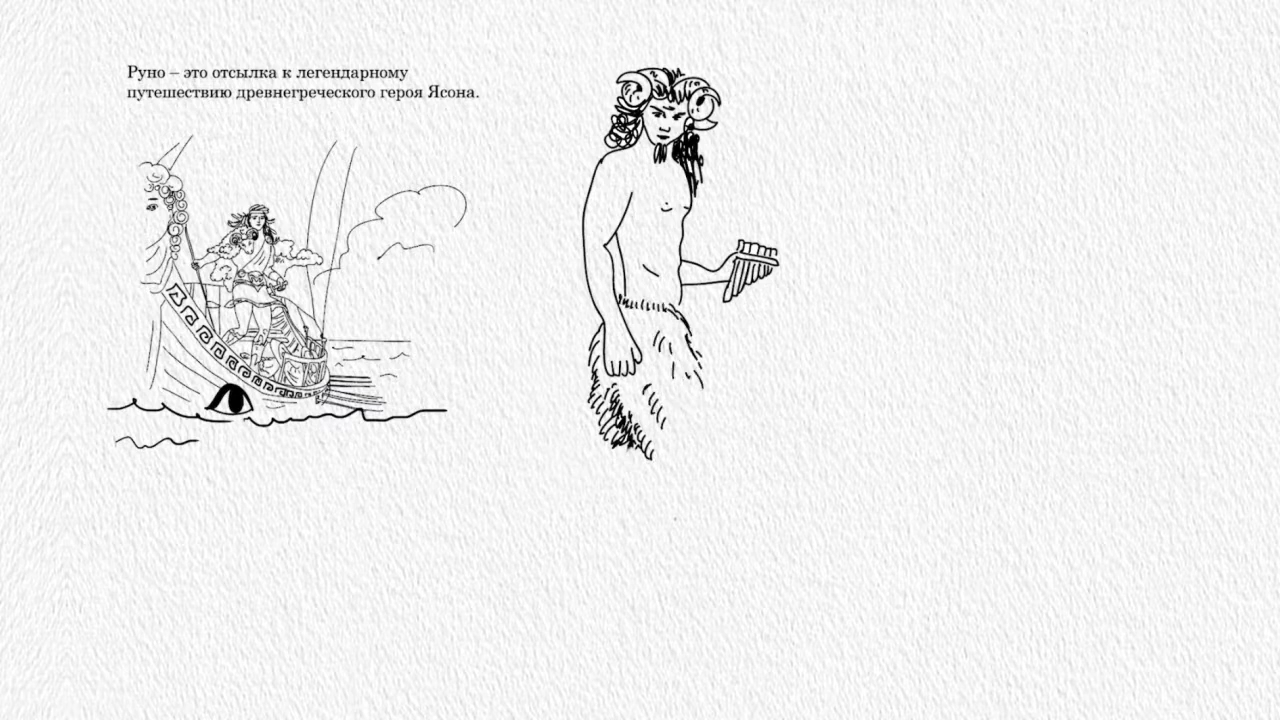 Руно – это отсылка к легендарному
путешествию древнегреческого героя Ясона.